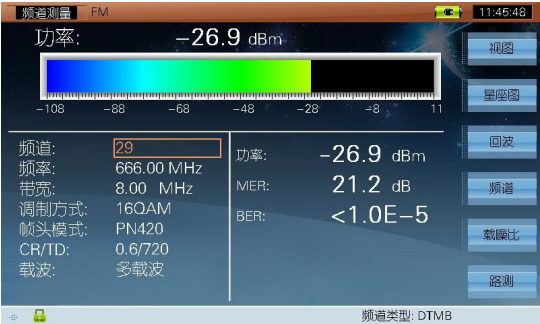 频道测量 FM 11:45:48
功率: -26.9 dBm
-108 -88 -68 -48 -28 -8 11
频道: 29
频率: 666.00 MHz
带宽: 8.00 MHz
调制方式: 16QAM
帧头模式: PN420
CR/TD: 0.6/720
载波: 多载波
功率: -26.9 dBm
MER: 21.2 dB
BER: <1.0E-5
视图
星座图
回波
频谱
载噪比
路测
频道类型: DTMB